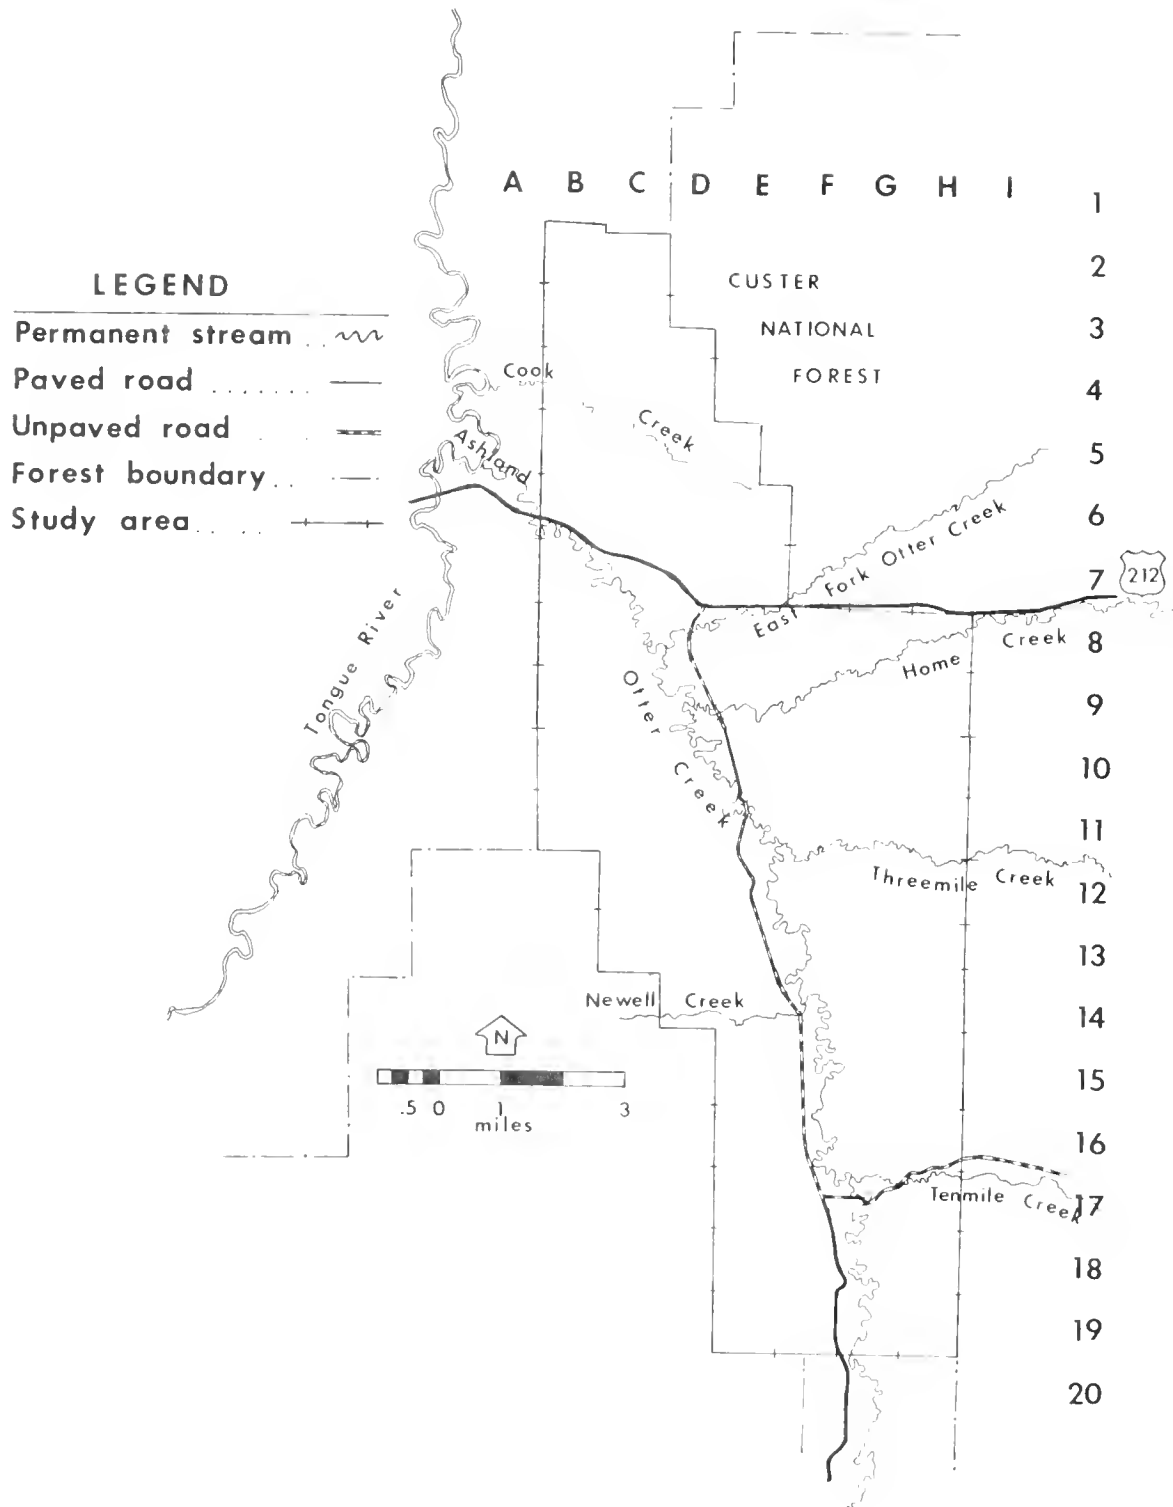 A B C D E F G H I
1
2
3
4
5
6
7
8
9
10
11
12
13
14
15
16
17
18
19
20
CUSTER
NATIONAL
FOREST
LEGEND
Permanent stream ..
Paved road ......
Unpaved road
Forest boundary..
Study area....
Cook
Creek
Ashland
East Fork Otter Creek
212
Home Creek
Otter Creek
Tongue River
Threemile Creek
Newell Creek
N
.5 0 1 3
miles
Tenmile Creek